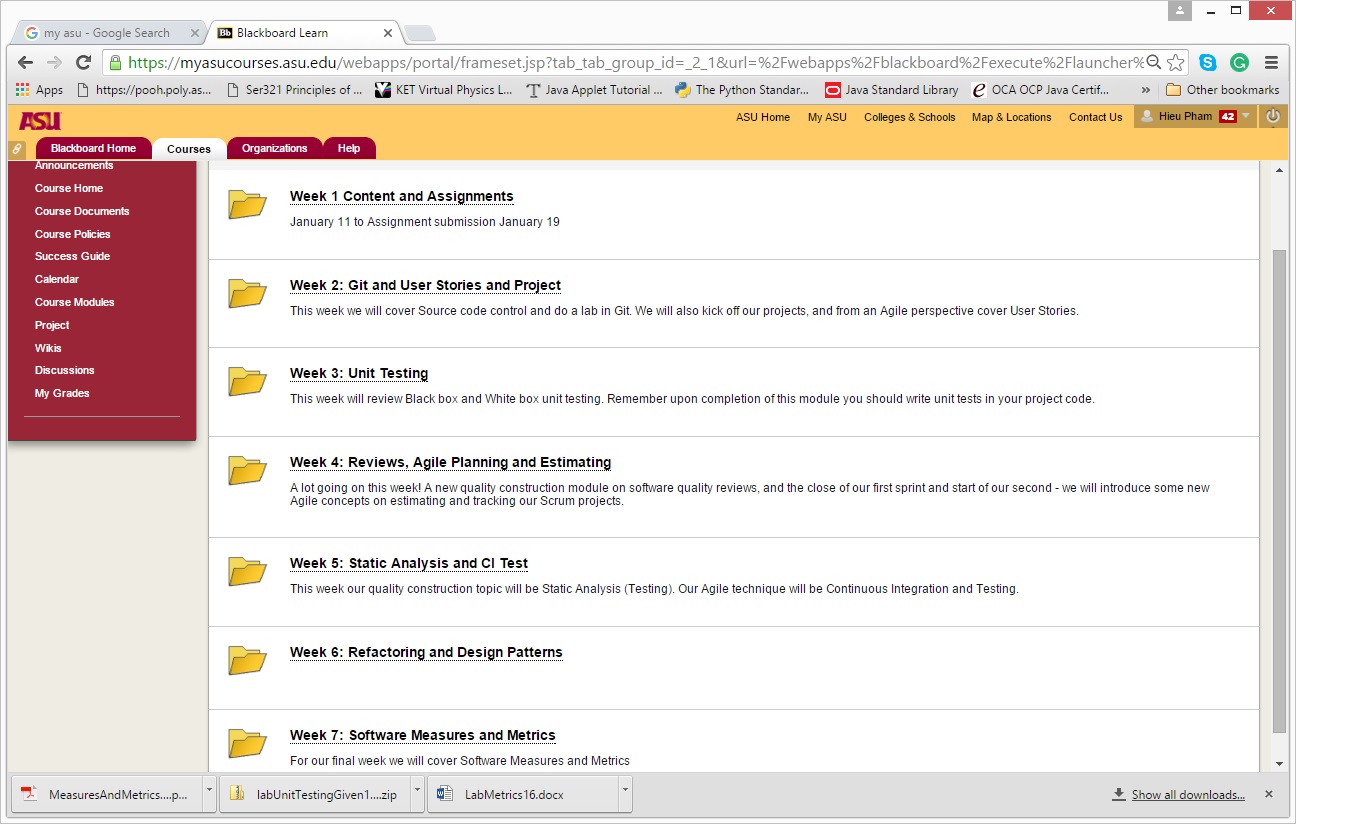 my asu - Google Search
Bb Blackboard Learn
https://myasucourses.asu.edu/webapps/portal/frameset.jsp?tab_tab_group_id=_2_1&url=%2Fwebapps%2Fblackboard%2Fexecute%2Flauncher%
Apps https://pooh.poly.as... Ser321 Principles of ... KET Virtual Physics L... Java Applet Tutorial ... The Python Standar... Java Standard Library OCA OCP Java Certif... » Other bookmarks
ASU
ASU Home My ASU Colleges & Schools Map & Locations Contact Us Hieu Pham 42
Blackboard Home Courses Organizations Help
Announcements
Course Home
Course Documents
Course Policies
Success Guide
Calendar
Course Modules
Project
Wikis
Discussions
My Grades
Week 1 Content and Assignments
January 11 to Assignment submission January 19
Week 2: Git and User Stories and Project
This week we will cover Source code control and do a lab in Git. We will also kick off our projects, and from an Agile perspective cover User Stories.
Week 3: Unit Testing
This week will review Black box and White box unit testing. Remember upon completion of this module you should write unit tests in your project code.
Week 4: Reviews, Agile Planning and Estimating
A lot going on this week! A new quality construction module on software quality reviews, and the close of our first sprint and start of our second - we will introduce some new
Agile concepts on estimating and tracking our Scrum projects.
Week 5: Static Analysis and CI Test
This week our quality construction topic will be Static Analysis (Testing). Our Agile technique will be Continuous Integration and Testing.
Week 6: Refactoring and Design Patterns
Week 7: Software Measures and Metrics
For our final week we will cover Software Measures and Metrics
MeasuresAndMetrics....p... labUnitTestingGiven1....zip LabMetrics16.docx Show all downloads...